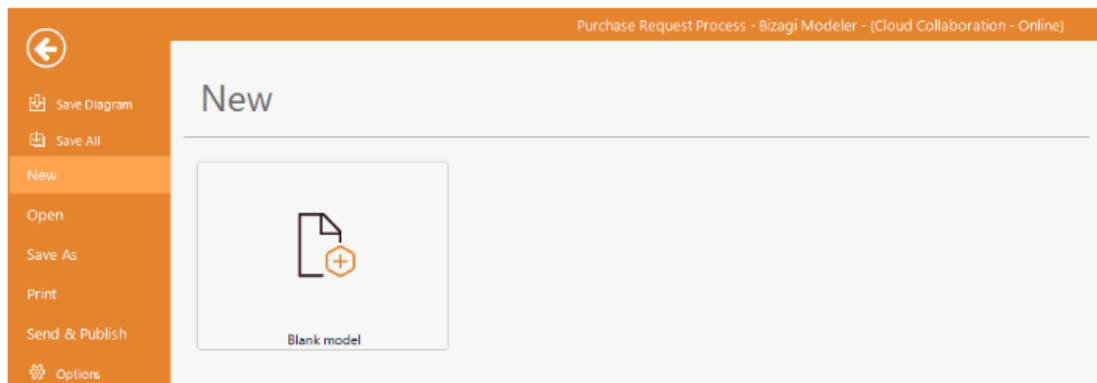 Purchase Request Process - Bizagi Modeler - (Cloud Collaboration - Online)
Save Diagram
Save All
New
Open
Save As
Print
Send & Publish
Options
New
Blank model